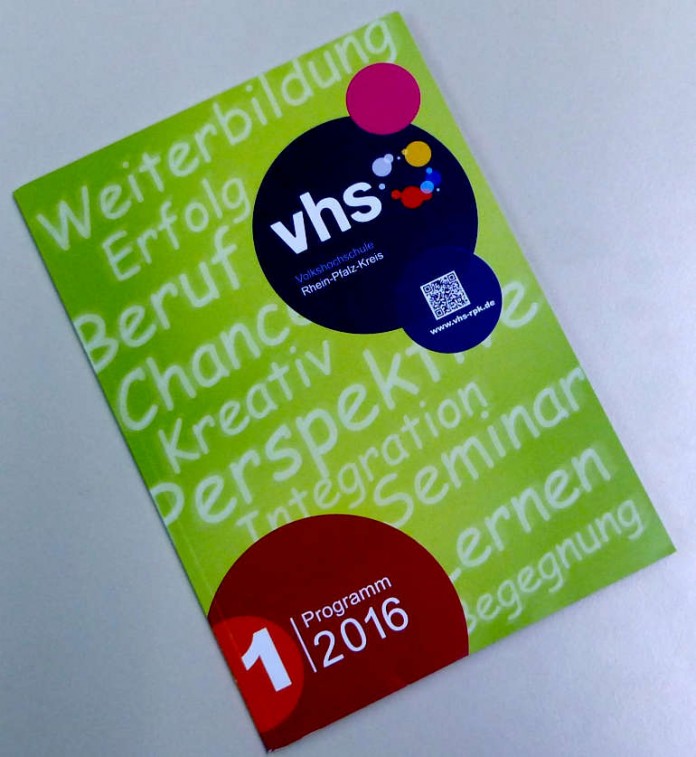 Weiterbildung
Erfolg
Beruf
vhs
Volkshochschule
Rhein-Pfalz-Kreis
www.vhs-rpk.de
Chance
Kreativ
Perspektive
Integration
Seminar
Lernen
Begegnung
1
Programm
2016